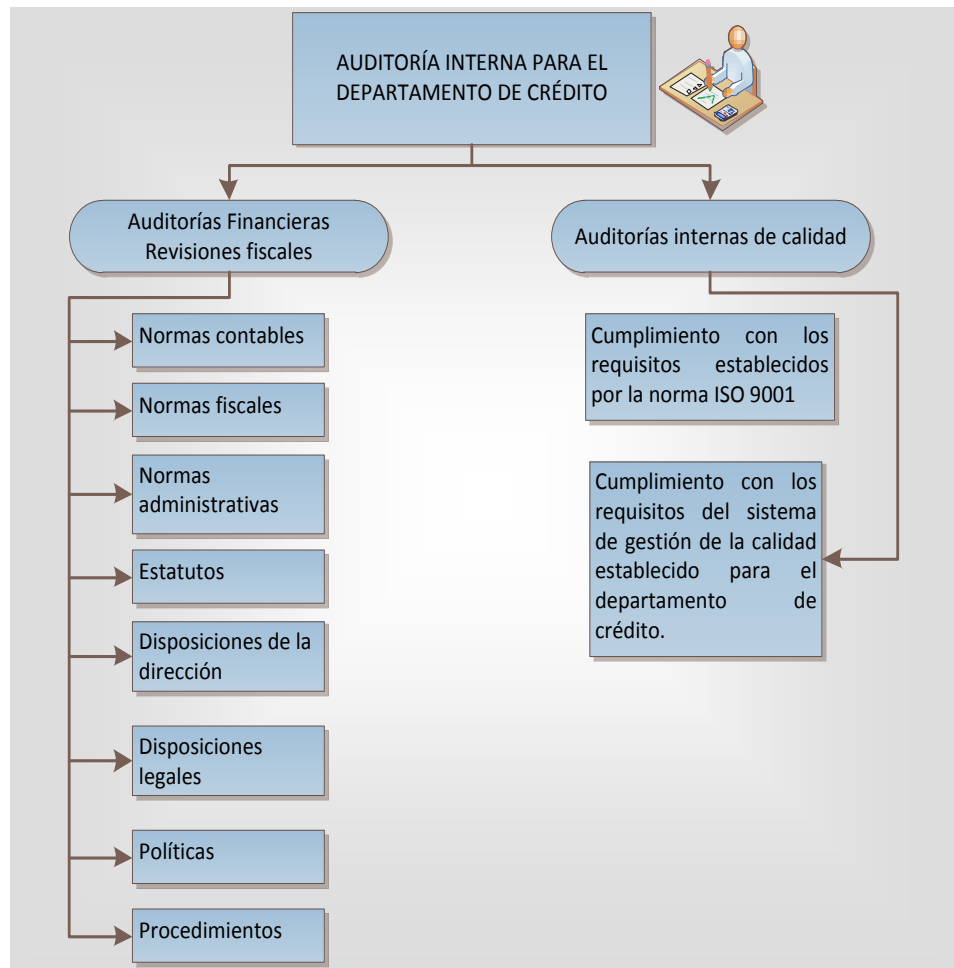 AUDITORÍA INTERNA PARA EL
DEPARTAMENTO DE CRÉDITO
Auditorías Financieras
Revisiones fiscales
Normas contables
Normas fiscales
Normas
administrativas
Estatutos
Disposiciones de la
dirección
Disposiciones
legales
Políticas
Procedimientos
Auditorías internas de calidad
Cumplimiento con los
requisitos establecidos
por la norma ISO 9001
Cumplimiento con los
requisitos del sistema
de gestión de la calidad
establecido para el
departamento de
crédito.